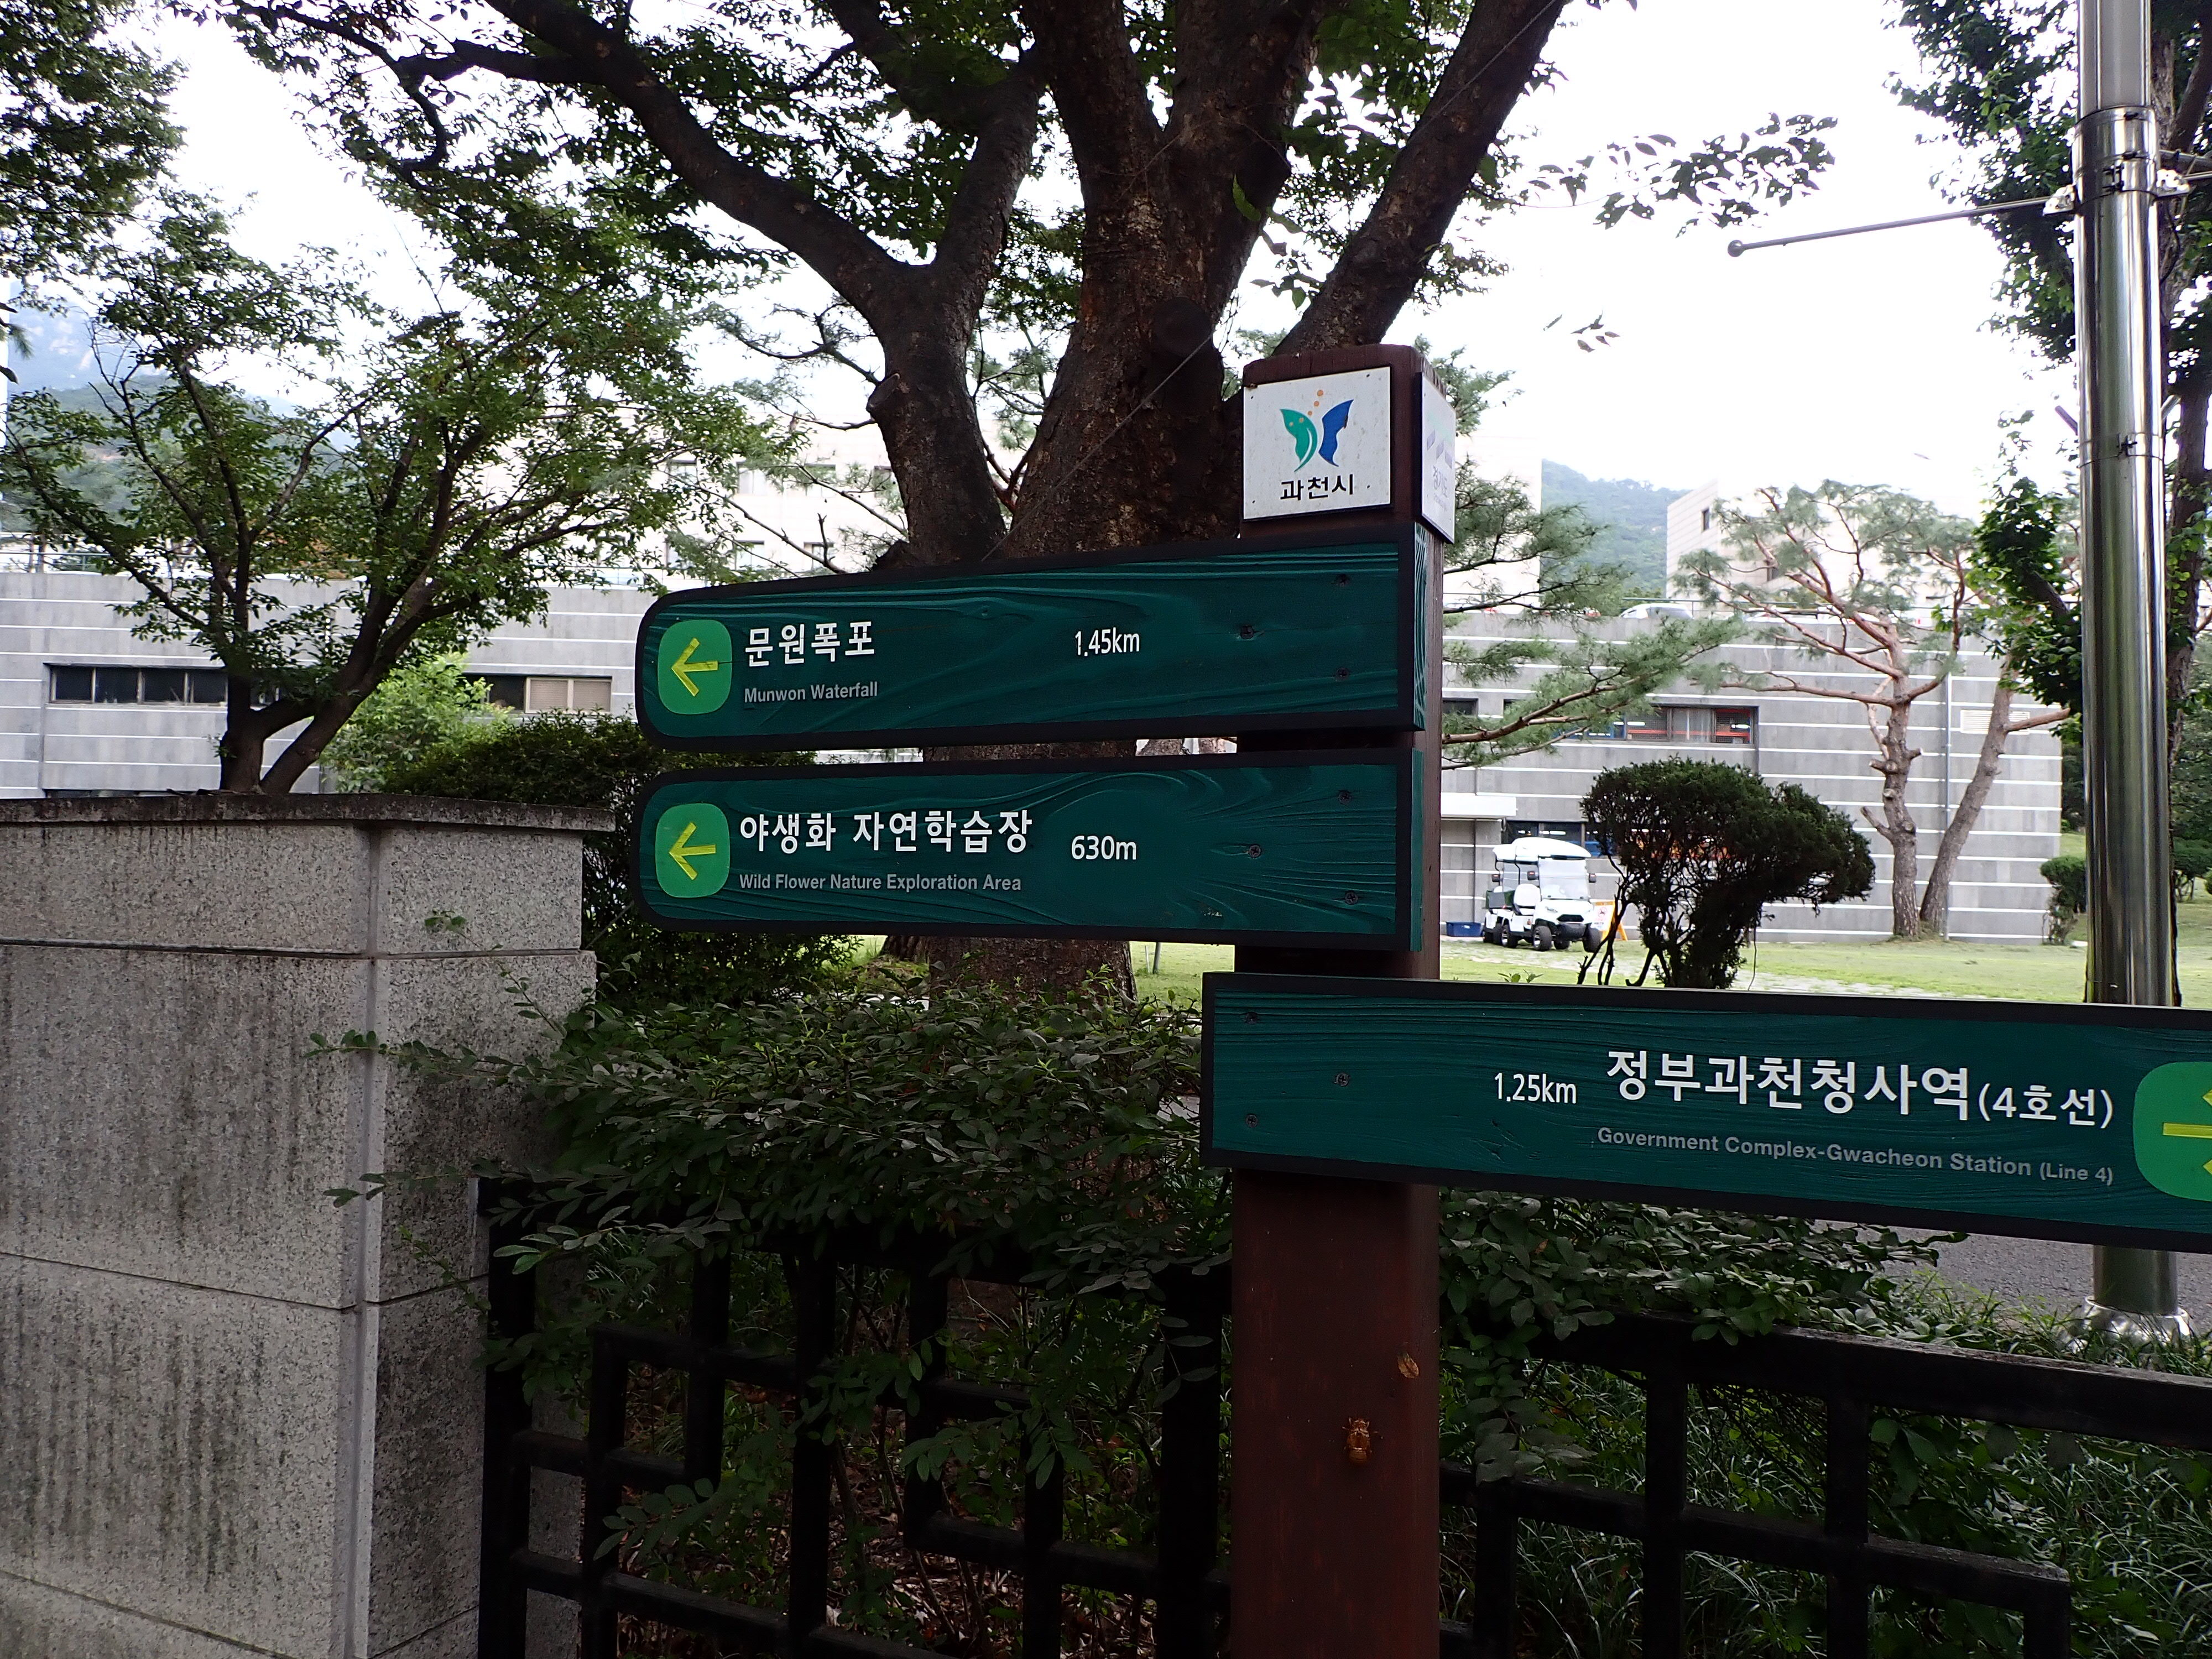 과천시
문원폭포 1.45km
Munwon Waterfall
야생화 자연학습장 630m
Wild Flower Nature Exploration Area
1.25km 정부과천청사역(4호선)
Government Complex-Gwacheon Station (Line 4)